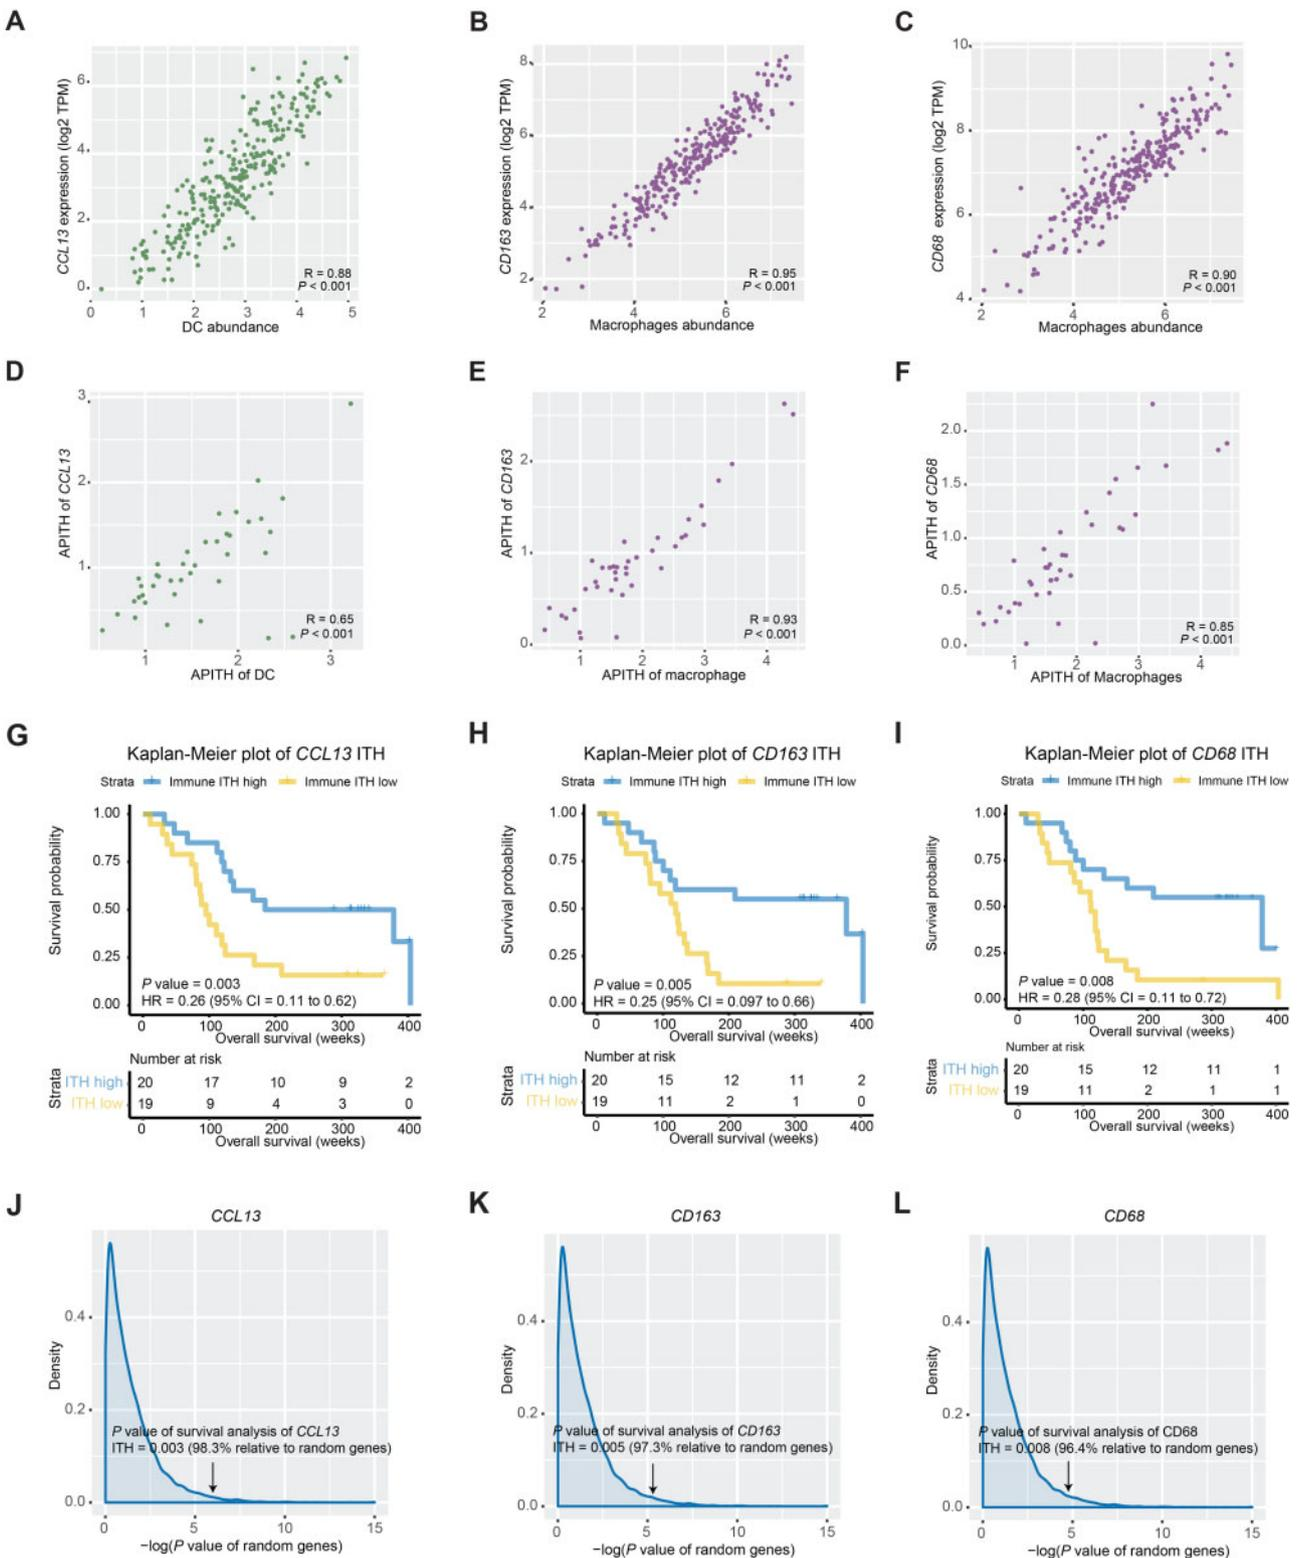 A
CCL13 expression (log2 TPM)
6
4
2
0
R = 0.88
P < 0.001
0 1 2 3 4 5
DC abundance
B
CD163 expression (log2 TPM)
8
6
4
2
R = 0.95
P < 0.001
2 4 6
Macrophages abundance
C
CD68 expression (log2 TPM)
10
8
6
4
R = 0.90
P < 0.001
2 4 6
Macrophages abundance
D
APITH of CCL13
3
2
1
R = 0.65
P < 0.001
1 2 3
APITH of DC
E
APITH of CD163
2
1
0
R = 0.93
P < 0.001
1 2 3 4
APITH of macrophage
F
APITH of CD68
2.0
1.5
1.0
0.5
0.0
R = 0.85
P < 0.001
1 2 3 4
APITH of Macrophages
G
Kaplan-Meier plot of CCL13 ITH
Strata Immune ITH high Immune ITH low
Survival probability
1.00
0.75
0.50
0.25
0.00
P value = 0.003
HR = 0.26 (95% CI = 0.11 to 0.62)
0 100 200 300 400
Overall survival (weeks)
Number at risk
Strata
ITH high 20 17 10 9 2
ITH low 19 9 4 3 0
0 100 200 300 400
Overall survival (weeks)
H
Kaplan-Meier plot of CD163 ITH
Strata Immune ITH high Immune ITH low
Survival probability
1.00
0.75
0.50
0.25
0.00
P value = 0.005
HR = 0.25 (95% CI = 0.097 to 0.66)
0 100 200 300 400
Overall survival (weeks)
Number at risk
Strata
ITH high 20 15 12 11 2
ITH low 19 11 2 1 0
0 100 200 300 400
Overall survival (weeks)
I
Kaplan-Meier plot of CD68 ITH
Strata Immune ITH high Immune ITH low
Survival probability
1.00
0.75
0.50
0.25
0.00
P value = 0.008
HR = 0.28 (95% CI = 0.11 to 0.72)
0 100 200 300 400
Overall survival (weeks)
Number at risk
Strata
ITH high 20 15 12 11 1
ITH low 19 11 2 1 1
0 100 200 300 400
Overall survival (weeks)
J
CCL13
Density
0.4
0.2
0.0
P value of survival analysis of CCL13
ITH = 0.003 (98.3% relative to random genes)
0 5 10 15
−log(P value of random genes)
K
CD163
Density
0.4
0.2
0.0
P value of survival analysis of CD163
ITH = 0.005 (97.3% relative to random genes)
0 5 10 15
−log(P value of random genes)
L
CD68
Density
0.4
0.2
0.0
P value of survival analysis of CD68
ITH = 0.008 (96.4% relative to random genes)
0 5 10 15
−log(P value of random genes)